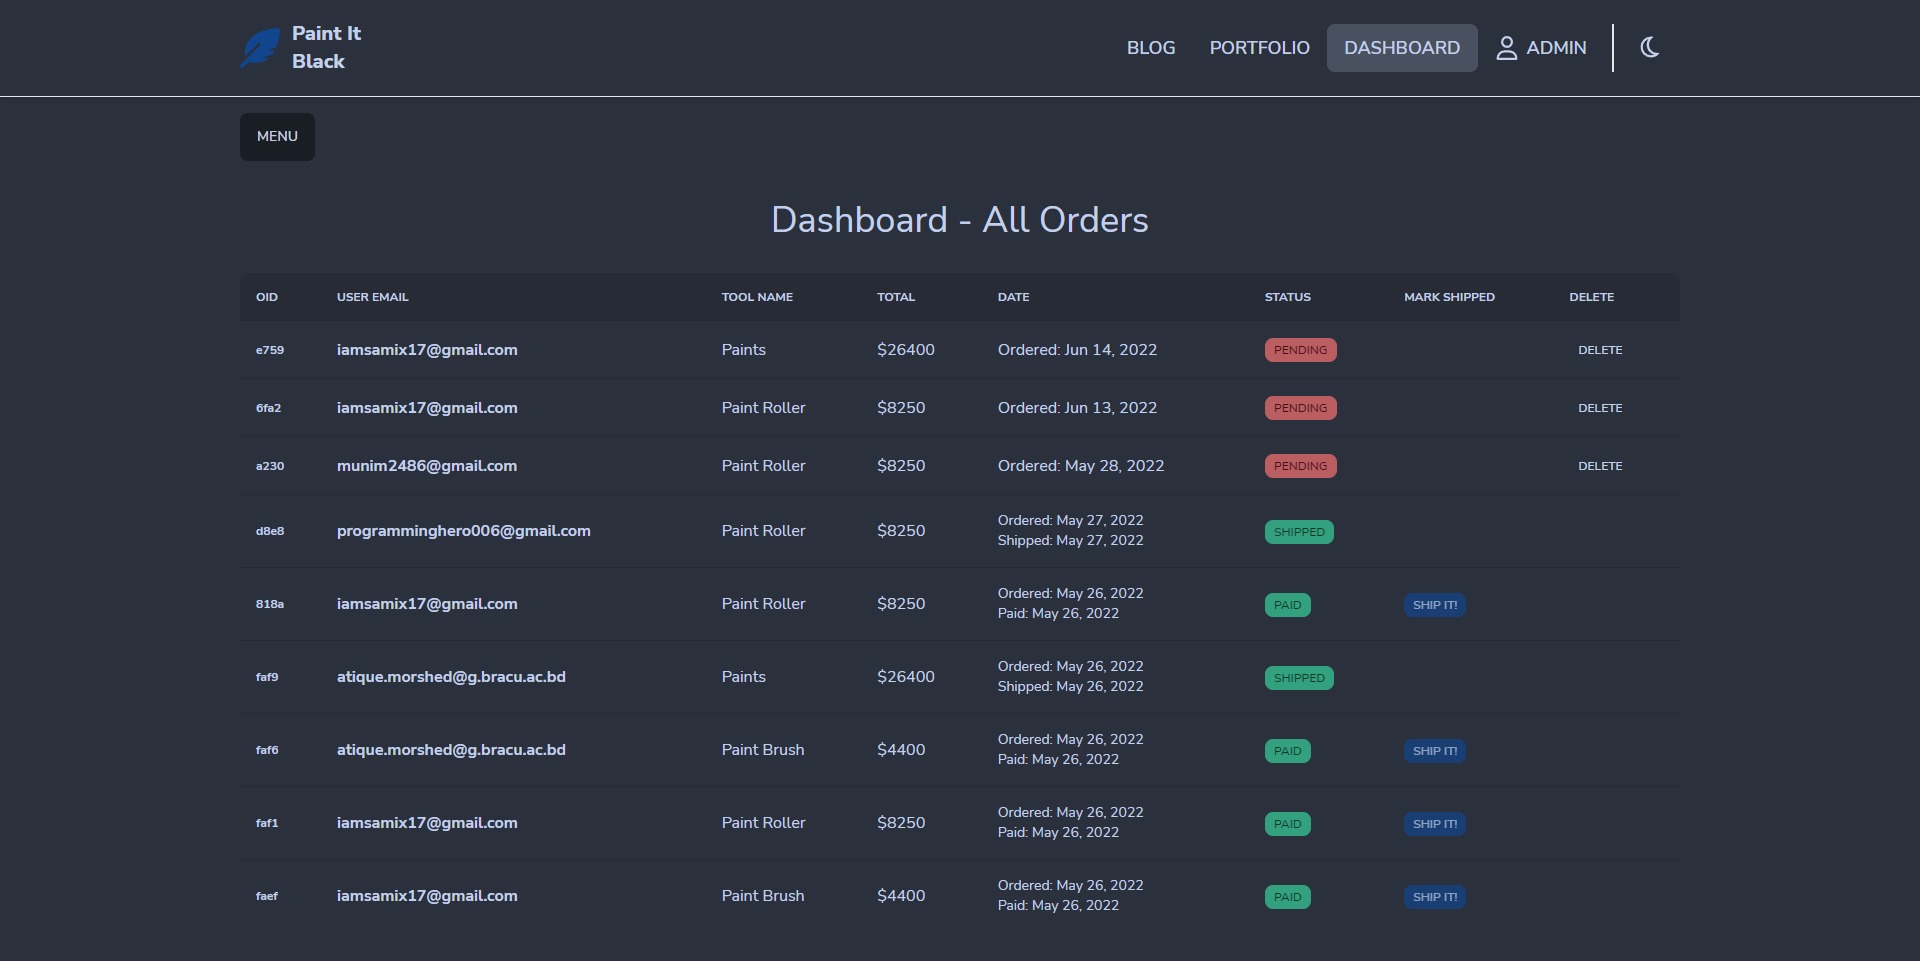 Paint It
Black
BLOG PORTFOLIO DASHBOARD ADMIN
MENU
Dashboard - All Orders
OID USER EMAIL TOOL NAME TOTAL DATE STATUS MARK SHIPPED DELETE
e759 iamsamix17@gmail.com Paints $26400 Ordered: Jun 14, 2022 PENDING DELETE
6fa2 iamsamix17@gmail.com Paint Roller $8250 Ordered: Jun 13, 2022 PENDING DELETE
a230 munim2486@gmail.com Paint Roller $8250 Ordered: May 28, 2022 PENDING DELETE
d8e8 programminghero006@gmail.com Paint Roller $8250 Ordered: May 27, 2022
Shipped: May 27, 2022 SHIPPED
818a iamsamix17@gmail.com Paint Roller $8250 Ordered: May 26, 2022
Paid: May 26, 2022 PAID SHIP IT!
faf9 atique.morshed@g.bracu.ac.bd Paints $26400 Ordered: May 26, 2022
Shipped: May 26, 2022 SHIPPED
faf6 atique.morshed@g.bracu.ac.bd Paint Brush $4400 Ordered: May 26, 2022
Paid: May 26, 2022 PAID SHIP IT!
faf1 iamsamix17@gmail.com Paint Roller $8250 Ordered: May 26, 2022
Paid: May 26, 2022 PAID SHIP IT!
faef iamsamix17@gmail.com Paint Brush $4400 Ordered: May 26, 2022
Paid: May 26, 2022 PAID SHIP IT!